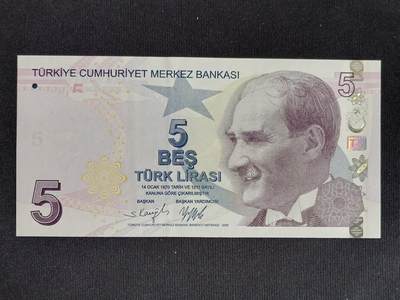 TÜRKİYE CUMHURİYET MERKEZ BANKASI
5
5
5
BEŞ
TÜRK LİRASI
14 OCAK 1970 TARİH VE 1211 SAYILI
KANUNA GÖRE ÇIKARILMIŞTIR.
BAŞKAN
BAŞKAN YARDIMCISI
5